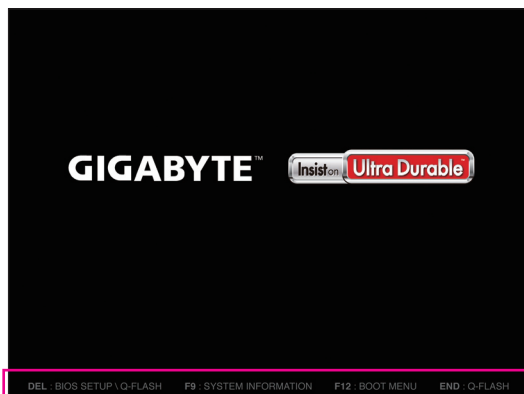 GIGABYTE™ Insist on Ultra Durable™
DEL : BIOS SETUP \ Q-FLASH F9 : SYSTEM INFORMATION F12 : BOOT MENU END : Q-FLASH